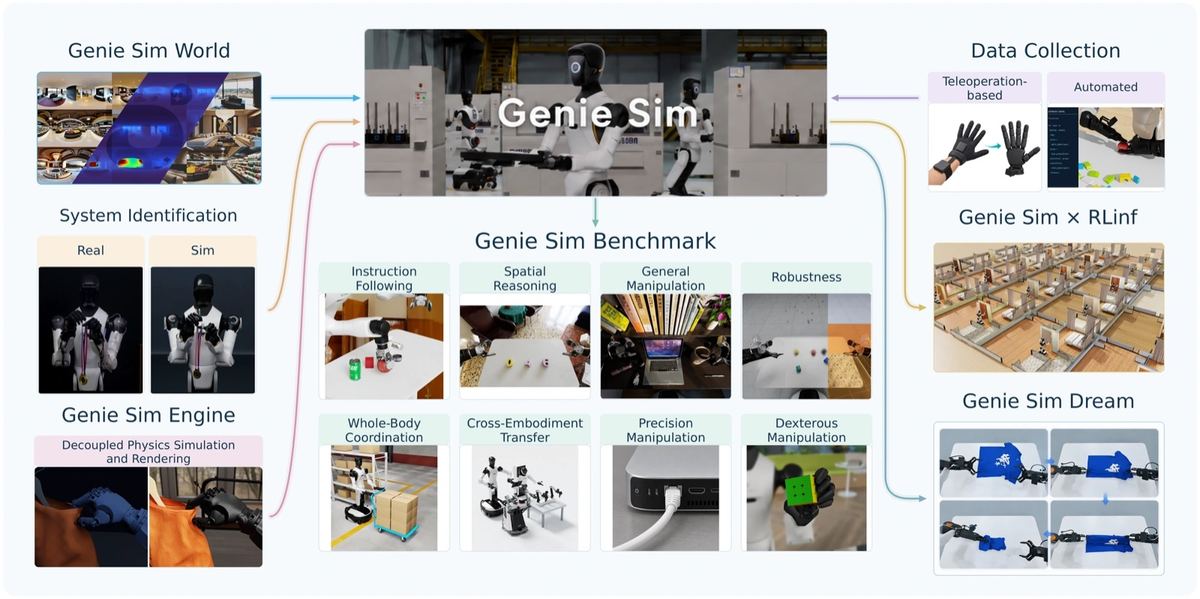 Genie Sim World
System Identification
Real
Sim
Genie Sim Engine
Decoupled Physics Simulation
and Rendering
Genie Sim
Genie Sim Benchmark
Instruction
Following
Spatial
Reasoning
General
Manipulation
Robustness
Whole-Body
Coordination
Cross-Embodiment
Transfer
Precision
Manipulation
Dexterous
Manipulation
Data Collection
Teleoperation-
based
Automated
Genie Sim × RLinf
Genie Sim Dream